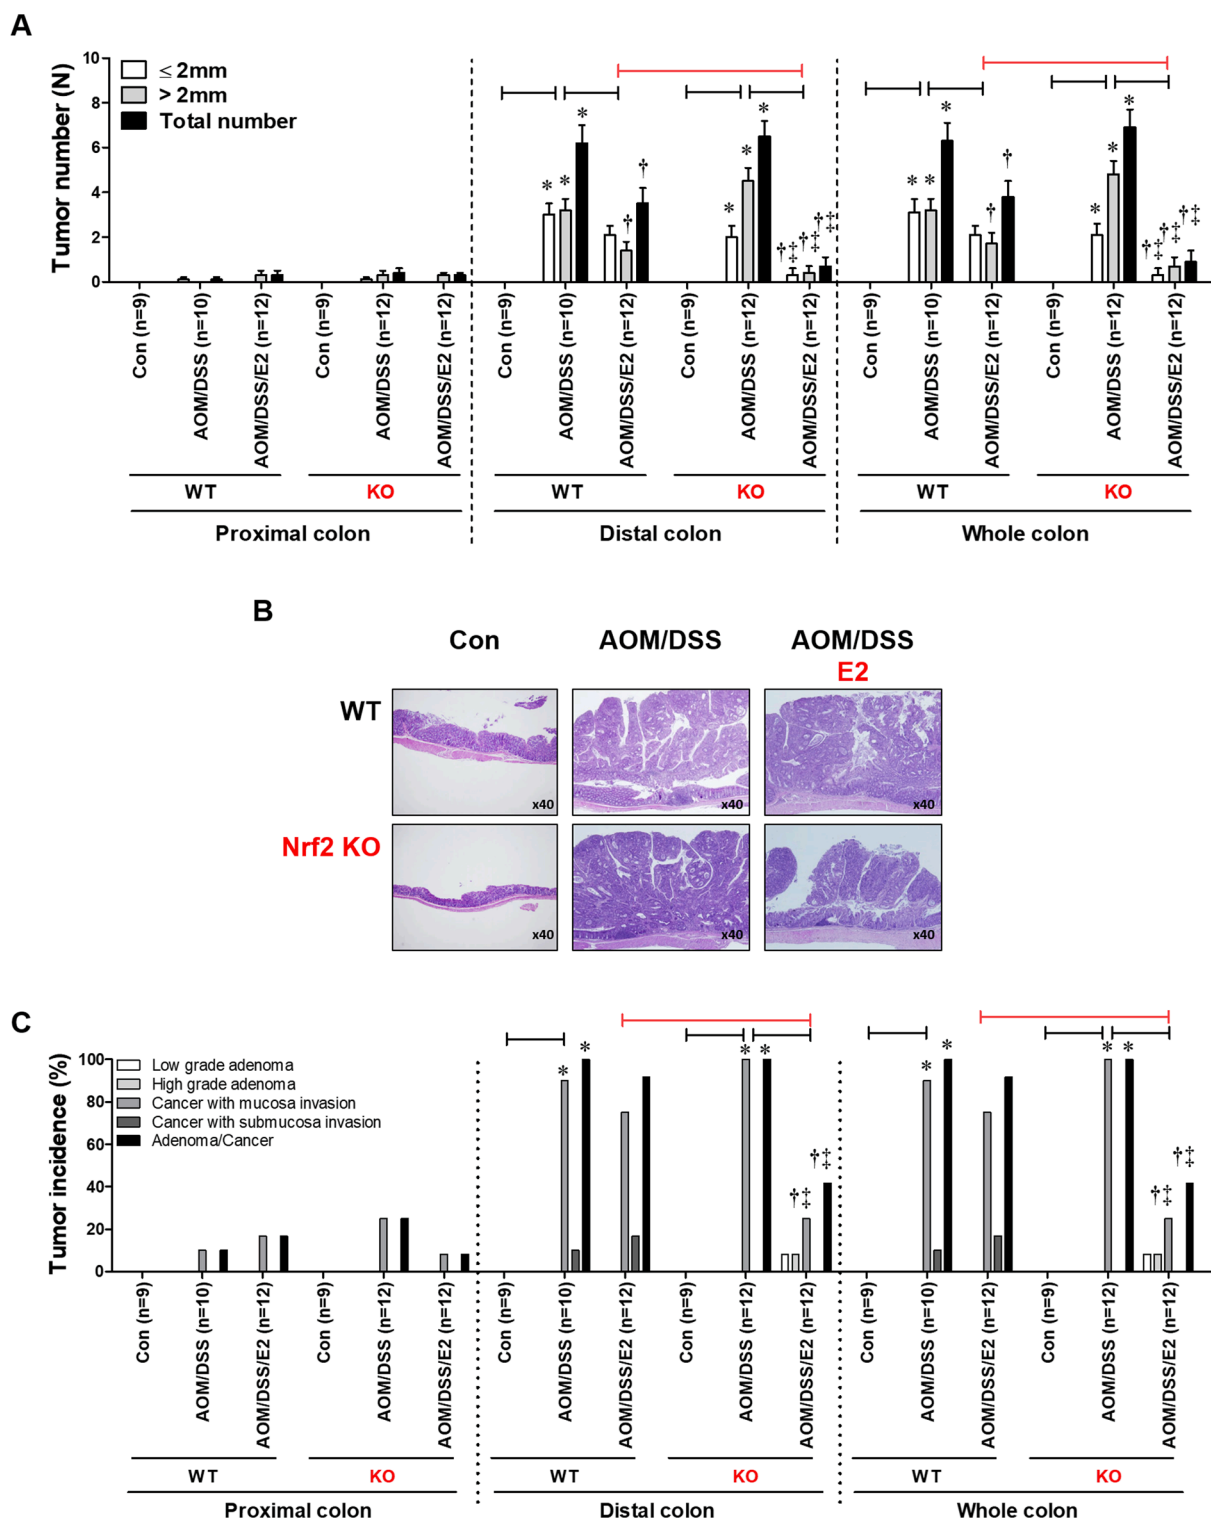 A
Tumor number (N)
10
8
6
4
2
0
≤ 2mm
> 2mm
Total number
* * *
† † †
* * *
†‡ †‡ †‡
* * *
† †
* * *
†‡ †‡ †‡
Con (n=9)
AOM/DSS (n=10)
AOM/DSS/E2 (n=12)
Con (n=9)
AOM/DSS (n=12)
AOM/DSS/E2 (n=12)
Con (n=9)
AOM/DSS (n=10)
AOM/DSS/E2 (n=12)
Con (n=9)
AOM/DSS (n=12)
AOM/DSS/E2 (n=12)
Con (n=9)
AOM/DSS (n=10)
AOM/DSS/E2 (n=12)
Con (n=9)
AOM/DSS (n=12)
AOM/DSS/E2 (n=12)
WT KO WT KO WT KO
Proximal colon Distal colon Whole colon
B
Con AOM/DSS AOM/DSS
E2
WT
x40 x40 x40
Nrf2 KO
x40 x40 x40
C
Tumor incidence (%)
100
80
60
40
20
0
Low grade adenoma
High grade adenoma
Cancer with mucosa invasion
Cancer with submucosa invasion
Adenoma/Cancer
* *
* *
†‡ †‡
* *
* *
†‡ †‡
Con (n=9)
AOM/DSS (n=10)
AOM/DSS/E2 (n=12)
Con (n=9)
AOM/DSS (n=12)
AOM/DSS/E2 (n=12)
Con (n=9)
AOM/DSS (n=10)
AOM/DSS/E2 (n=12)
Con (n=9)
AOM/DSS (n=12)
AOM/DSS/E2 (n=12)
Con (n=9)
AOM/DSS (n=10)
AOM/DSS/E2 (n=12)
Con (n=9)
AOM/DSS (n=12)
AOM/DSS/E2 (n=12)
WT KO WT KO WT KO
Proximal colon Distal colon Whole colon